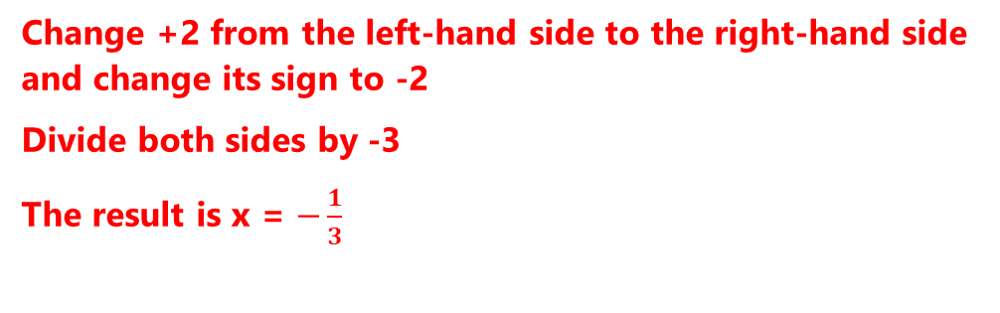 Change +2 from the left-hand side to the right-hand side
and change its sign to -2
Divide both sides by -3
The result is x = −1/3